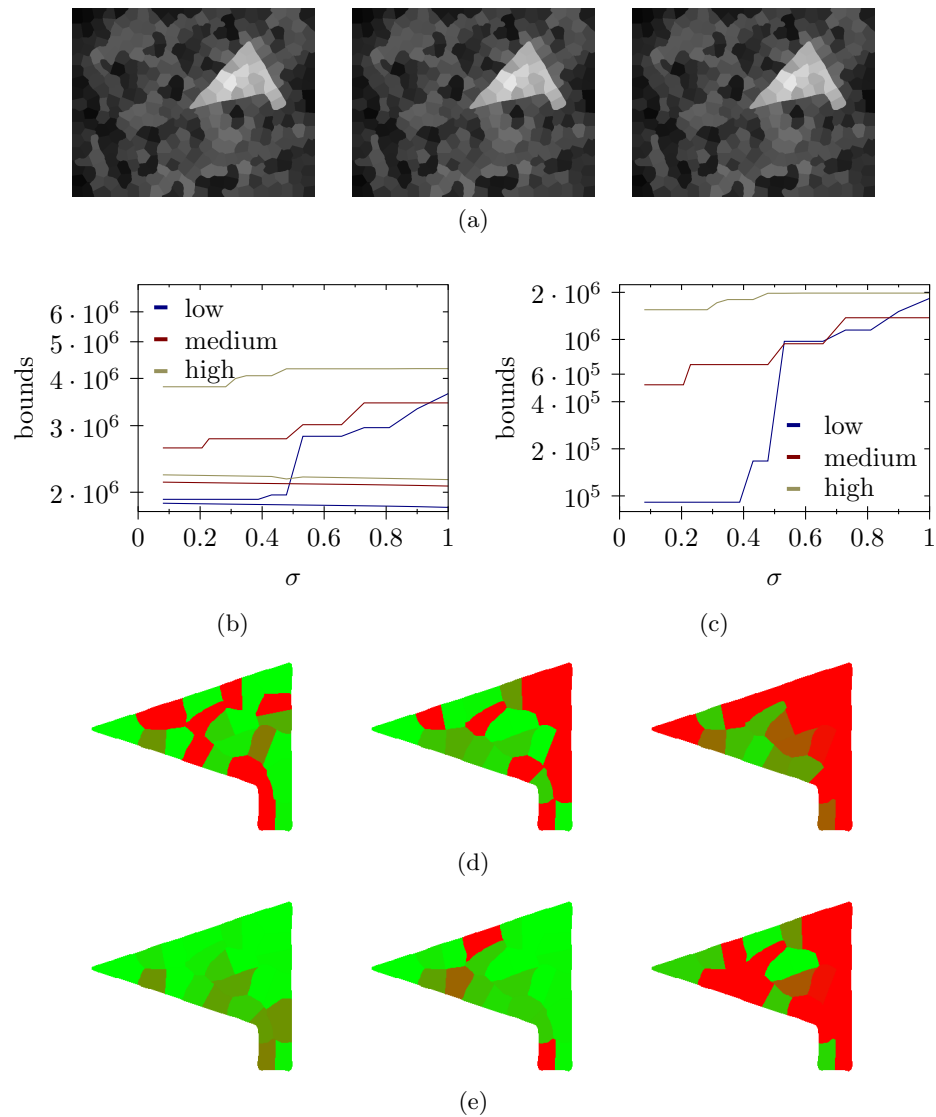 (a)
6 · 10^6
5 · 10^6
4 · 10^6
3 · 10^6
2 · 10^6
bounds
low
medium
high
0 0.2 0.4 0.6 0.8 1
σ
(b)
2 · 10^6
10^6
6 · 10^5
4 · 10^5
2 · 10^5
10^5
bounds
low
medium
high
0 0.2 0.4 0.6 0.8 1
σ
(c)
(d)
(e)